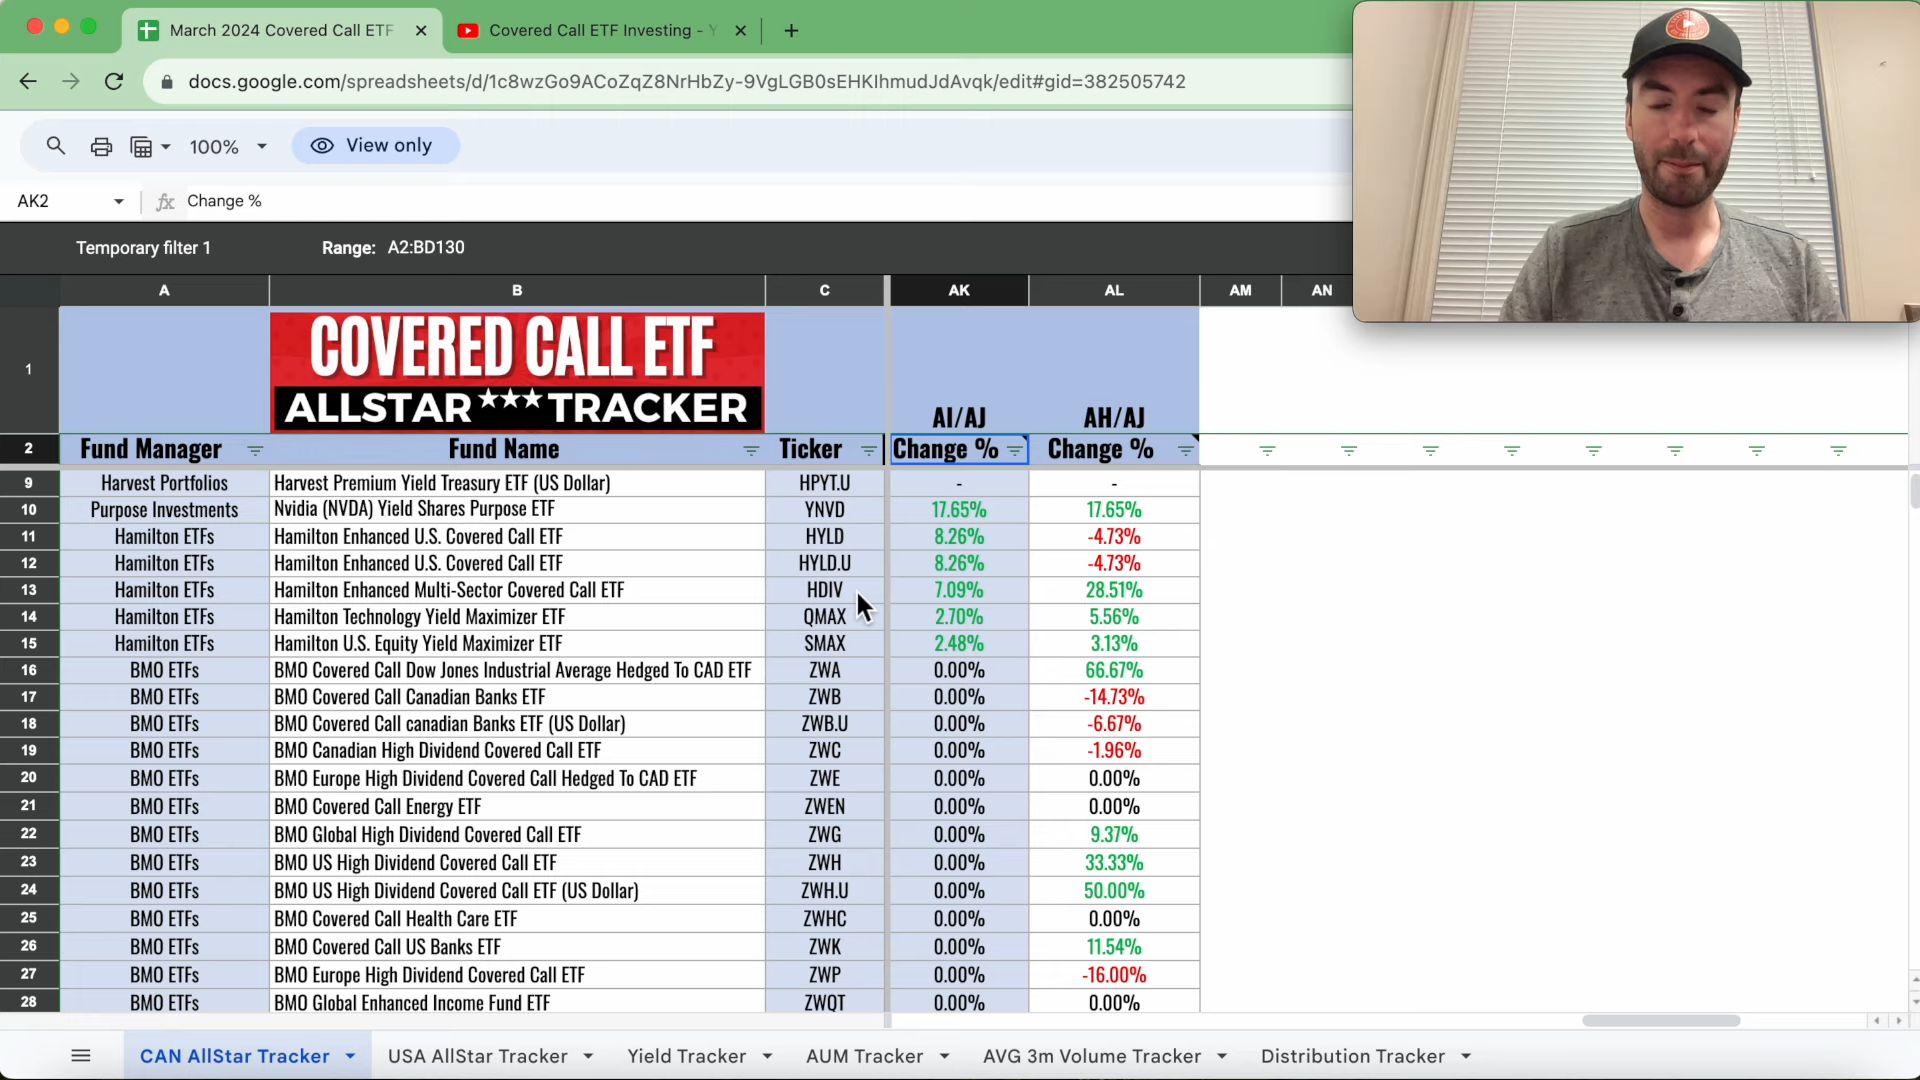 March 2024 Covered Call ETF
Covered Call ETF Investing - Y
docs.google.com/spreadsheets/d/1c8wzGo9ACoZqZ8NrHbZy-9VgLGB0sEHKIhmudJdAvqk/edit#gid=382505742
100% View only
AK2 fx Change %
Temporary filter 1 Range: A2:BD130
A B C AK AL AM AN
1 COVERED CALL ETF
ALLSTAR ★★★ TRACKER AI/AJ AH/AJ
2 Fund Manager Fund Name Ticker Change % Change %
9 Harvest Portfolios Harvest Premium Yield Treasury ETF (US Dollar) HPYT.U - -
10 Purpose Investments Nvidia (NVDA) Yield Shares Purpose ETF YNVD 17.65% 17.65%
11 Hamilton ETFs Hamilton Enhanced U.S. Covered Call ETF HYLD 8.26% -4.73%
12 Hamilton ETFs Hamilton Enhanced U.S. Covered Call ETF HYLD.U 8.26% -4.73%
13 Hamilton ETFs Hamilton Enhanced Multi-Sector Covered Call ETF HDIV 7.09% 28.51%
14 Hamilton ETFs Hamilton Technology Yield Maximizer ETF QMAX 2.70% 5.56%
15 Hamilton ETFs Hamilton U.S. Equity Yield Maximizer ETF SMAX 2.48% 3.13%
16 BMO ETFs BMO Covered Call Dow Jones Industrial Average Hedged To CAD ETF ZWA 0.00% 66.67%
17 BMO ETFs BMO Covered Call Canadian Banks ETF ZWB 0.00% -14.73%
18 BMO ETFs BMO Covered Call canadian Banks ETF (US Dollar) ZWB.U 0.00% -6.67%
19 BMO ETFs BMO Canadian High Dividend Covered Call ETF ZWC 0.00% -1.96%
20 BMO ETFs BMO Europe High Dividend Covered Call Hedged To CAD ETF ZWE 0.00% 0.00%
21 BMO ETFs BMO Covered Call Energy ETF ZWEN 0.00% 0.00%
22 BMO ETFs BMO Global High Dividend Covered Call ETF ZWG 0.00% 9.37%
23 BMO ETFs BMO US High Dividend Covered Call ETF ZWH 0.00% 33.33%
24 BMO ETFs BMO US High Dividend Covered Call ETF (US Dollar) ZWH.U 0.00% 50.00%
25 BMO ETFs BMO Covered Call Health Care ETF ZWHC 0.00% 0.00%
26 BMO ETFs BMO Covered Call US Banks ETF ZWK 0.00% 11.54%
27 BMO ETFs BMO Europe High Dividend Covered Call ETF ZWP 0.00% -16.00%
28 BMO ETFs BMO Global Enhanced Income Fund ETF ZWQT 0.00% 0.00%
CAN AllStar Tracker USA AllStar Tracker Yield Tracker AUM Tracker AVG 3m Volume Tracker Distribution Tracker